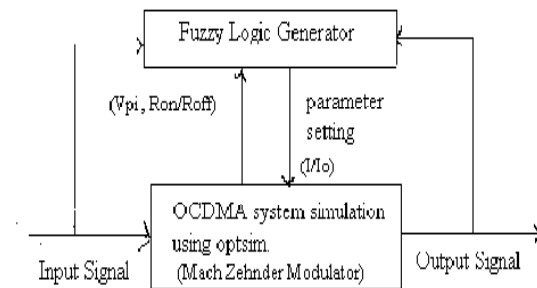 Fuzzy Logic Generator
(Vpi, Ron/Roff)
parameter
setting
(I/Io)
OCDMA system simulation
using optsim.
(Mach Zehnder Modulator)
Input Signal
Output Signal